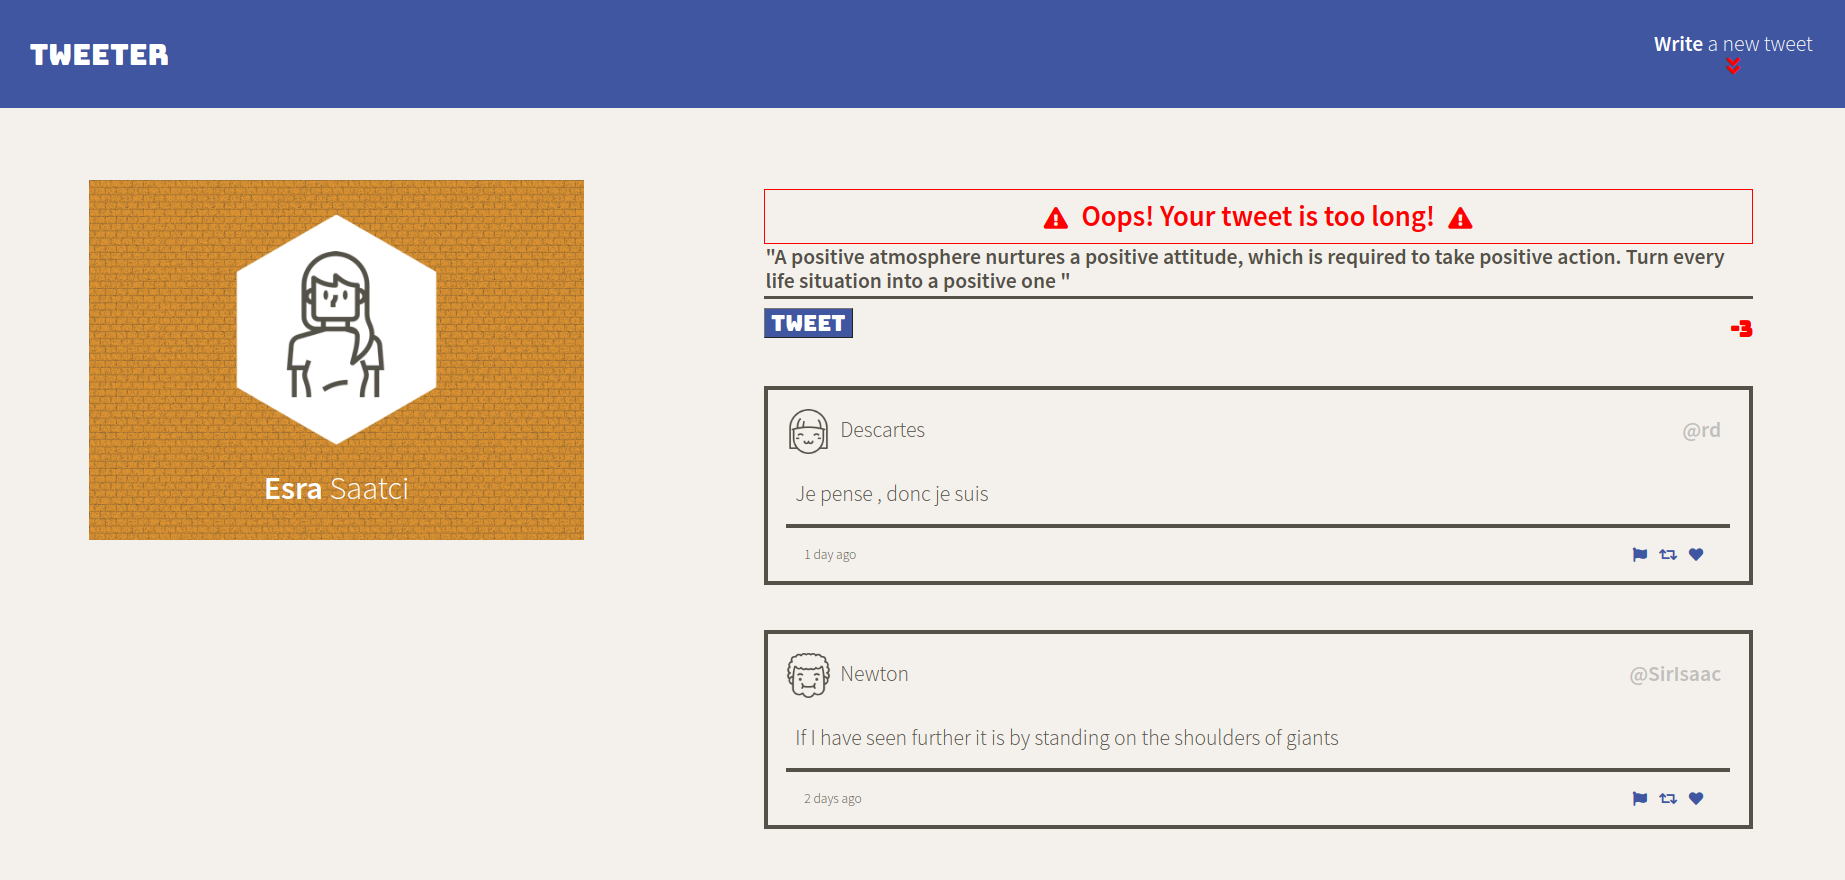 TWEETER
Write a new tweet
Esra Saatci
Oops! Your tweet is too long!
"A positive atmosphere nurtures a positive attitude, which is required to take positive action. Turn every
life situation into a positive one "
TWEET
-3
Descartes
@rd
Je pense , donc je suis
1 day ago
Newton
@SirIsaac
If I have seen further it is by standing on the shoulders of giants
2 days ago